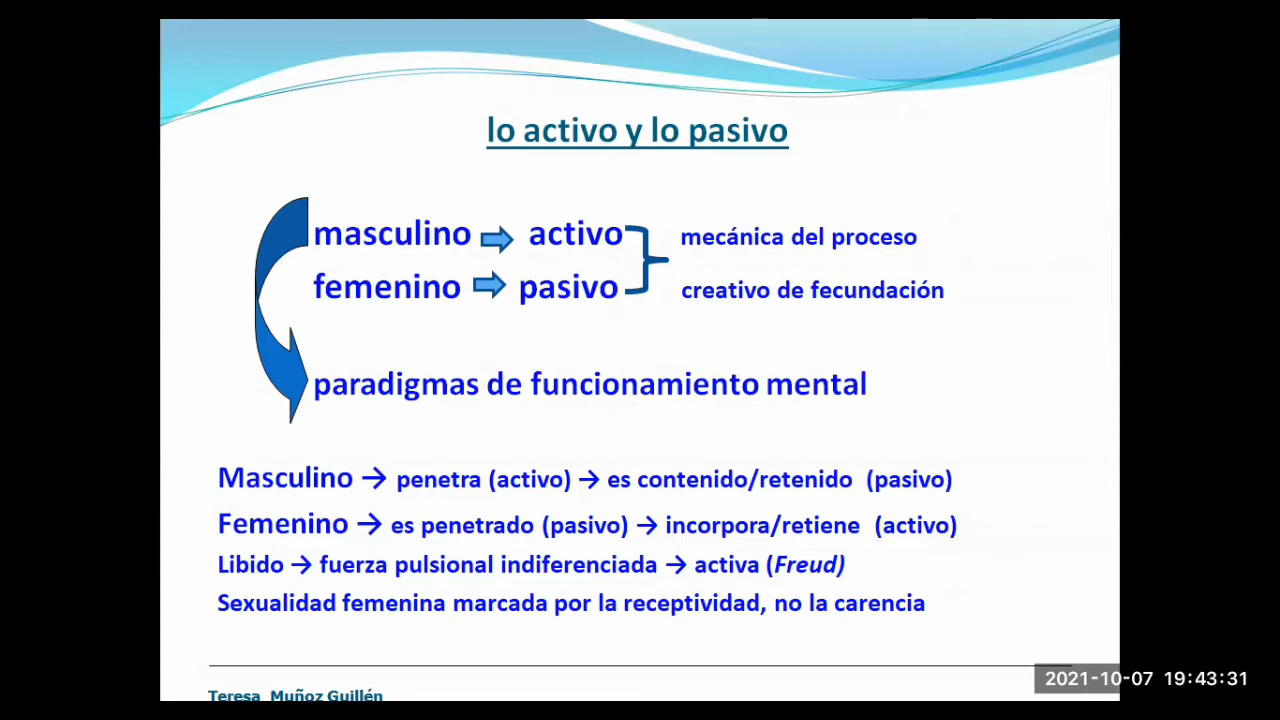 lo activo y lo pasivo
masculino activo mecánica del proceso
femenino pasivo creativo de fecundación
paradigmas de funcionamiento mental
Masculino → penetra (activo) → es contenido/retenido (pasivo)
Femenino → es penetrado (pasivo) → incorpora/retiene (activo)
Libido → fuerza pulsional indiferenciada → activa (Freud)
Sexualidad femenina marcada por la receptividad, no la carencia
Teresa Muñoz Guillén
2021-10-07 19:43:31